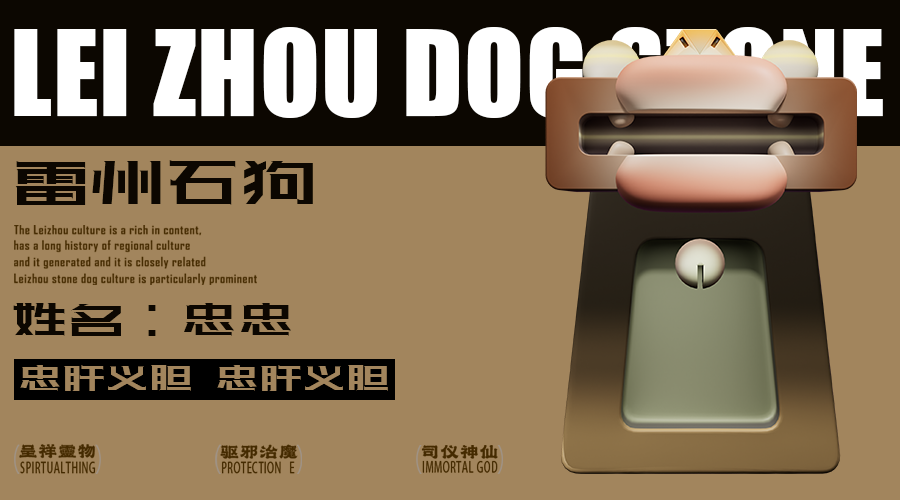 LEI ZHOU DOG STONE
雷州石狗
The Leizhou culture is a rich in content,
has a long history of regional culture
and it generated and it is closely related
Leizhou stone dog culture is particularly prominent
姓名：忠忠
忠肝义胆 忠肝义胆
呈祥靈物 驱邪治魔 司仪神仙
SPIRTUALTHING PROTECTION E IMMORTAL GOD